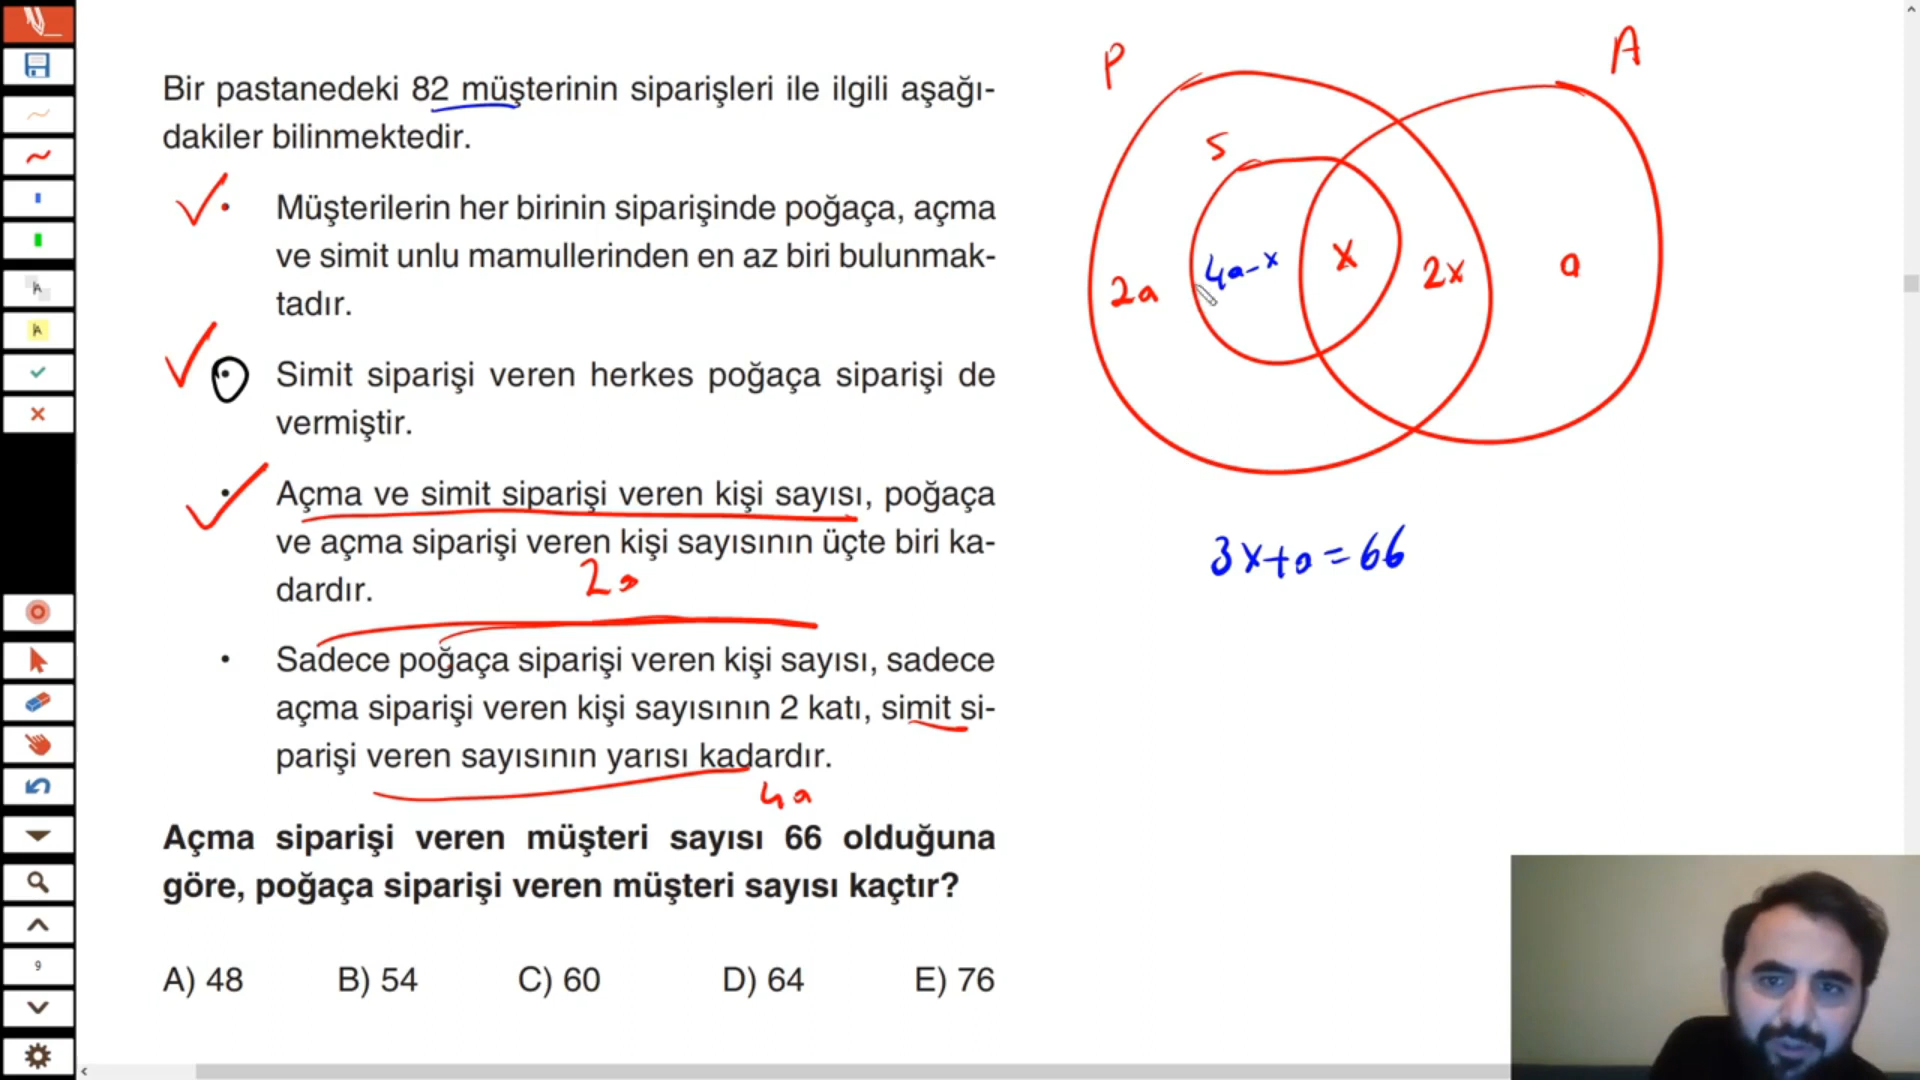 Bir pastanedeki 82 müşterinin siparişleri ile ilgili aşağı-
dakiler bilinmektedir.
• Müşterilerin her birinin siparişinde poğaça, açma
ve simit unlu mamullerinden en az biri bulunmak-
tadır.
• Simit siparişi veren herkes poğaça siparişi de
vermiştir.
• Açma ve simit siparişi veren kişi sayısı, poğaça
ve açma siparişi veren kişi sayısının üçte biri ka-
dardır.
2a
• Sadece poğaça siparişi veren kişi sayısı, sadece
açma siparişi veren kişi sayısının 2 katı, simit si-
parişi veren sayısının yarısı kadardır.
4a
Açma siparişi veren müşteri sayısı 66 olduğuna
göre, poğaça siparişi veren müşteri sayısı kaçtır?
A) 48 B) 54 C) 60 D) 64 E) 76
P A
S
2a 4a-x x 2x a
3x+a=66
9